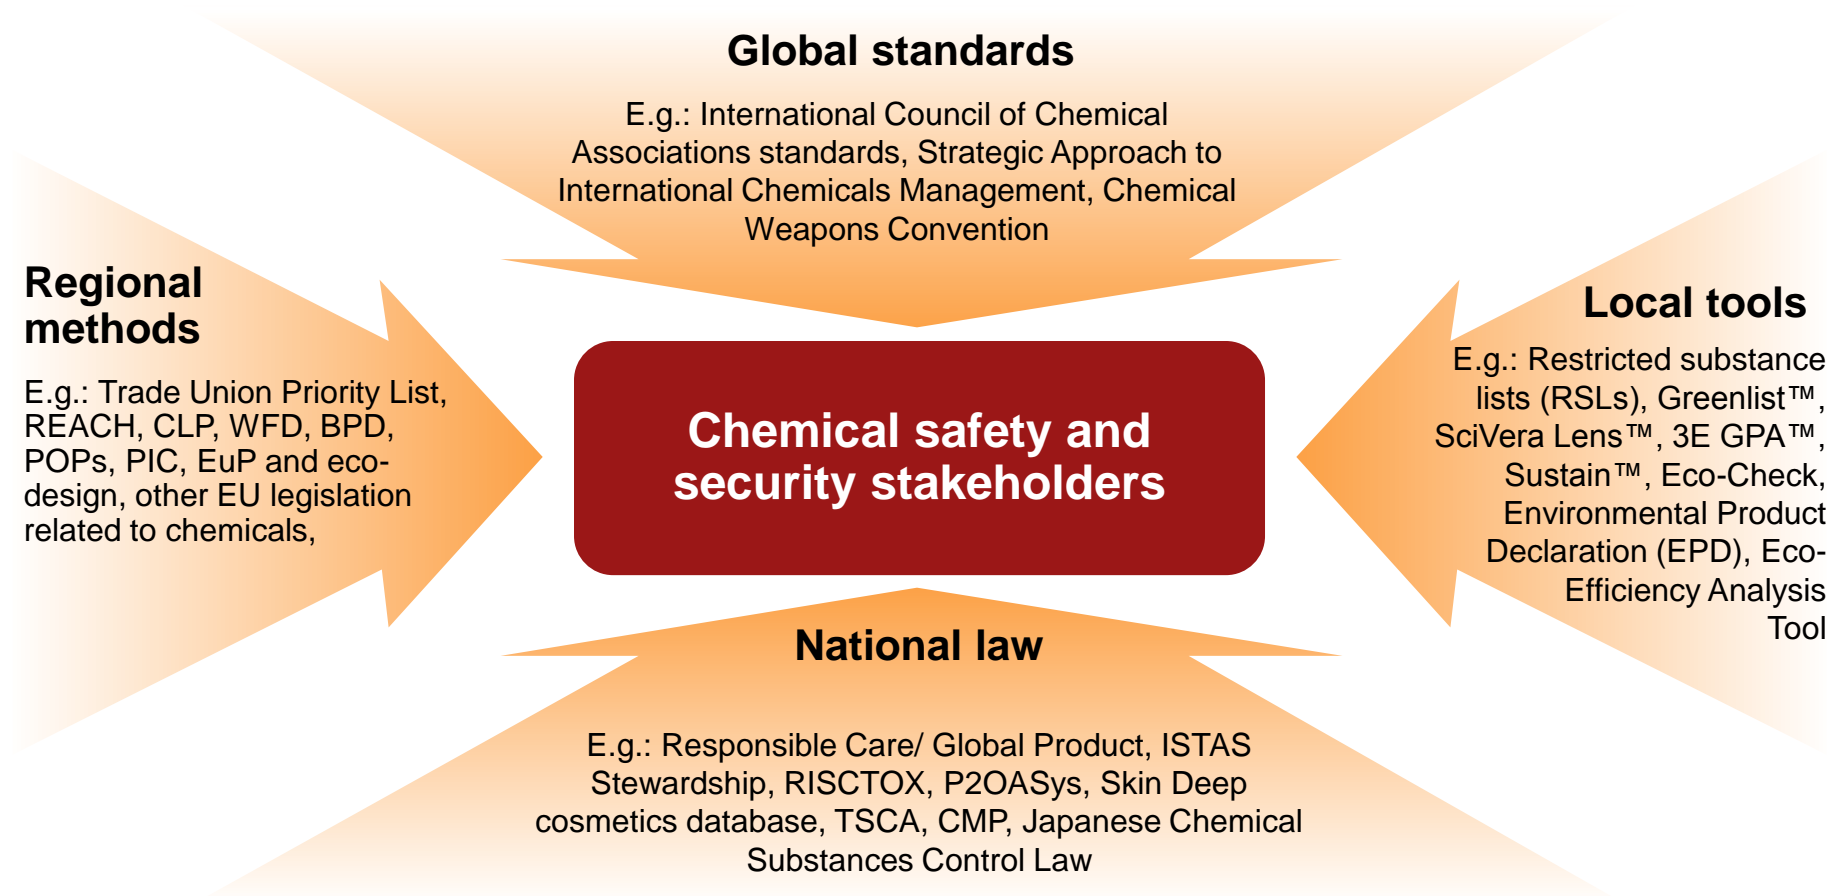 Global standards
E.g.: International Council of Chemical
Associations standards, Strategic Approach to
International Chemicals Management, Chemical
Weapons Convention
Regional
methods
E.g.: Trade Union Priority List,
REACH, CLP, WFD, BPD,
POPs, PIC, EuP and eco-
design, other EU legislation
related to chemicals,
Chemical safety and
security stakeholders
Local tools
E.g.: Restricted substance
lists (RSLs), Greenlist™,
SciVera Lens™, 3E GPA™,
Sustain™, Eco-Check,
Environmental Product
Declaration (EPD), Eco-
Efficiency Analysis
Tool
National law
E.g.: Responsible Care/ Global Product, ISTAS
Stewardship, RISCTOX, P2OASys, Skin Deep
cosmetics database, TSCA, CMP, Japanese Chemical
Substances Control Law